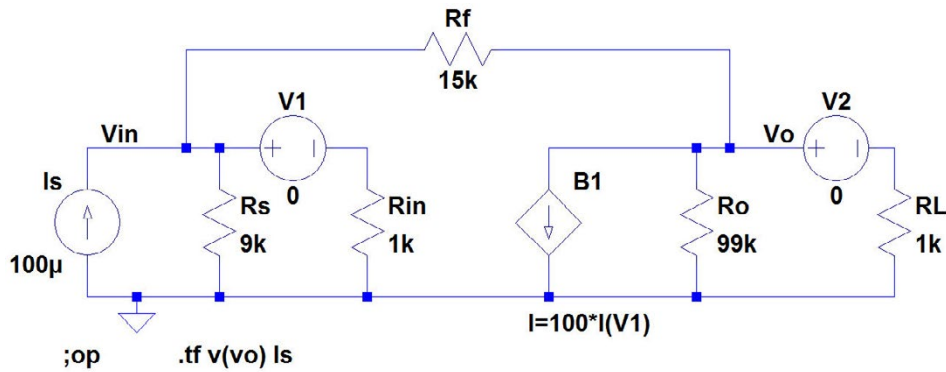 Rf
15k
V1
V2
Vin
Vo
Is
Rs
0
Rin
B1
Ro
0
RL
100µ
9k
1k
99k
1k
I=100*I(V1)
;op
.tf v(vo) Is